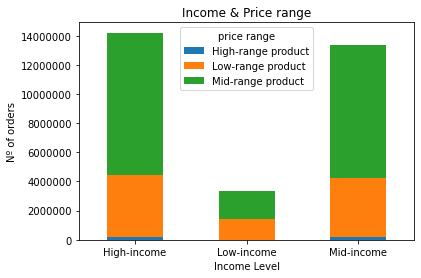 Income & Price range
price range
High-range product
Low-range product
Mid-range product
14000000
12000000
10000000
8000000
6000000
4000000
2000000
0
Nº of orders
High-income
Low-income
Mid-income
Income Level